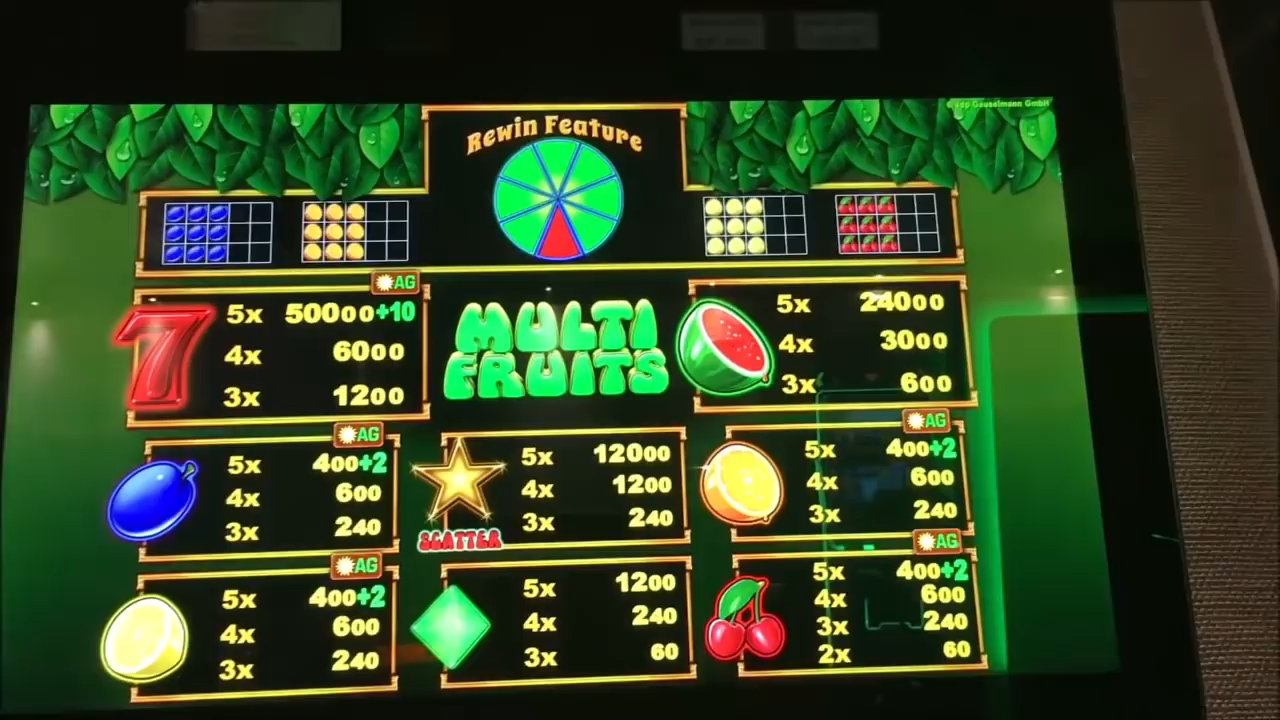 © adp Gauselmann GmbH
Rewin Feature
AG
5x 50000+10
4x 6000
3x 1200
MULTI
FRUITS
5x 24000
4x 3000
3x 600
AG
5x 400+2
4x 600
3x 240
5x 12000
4x 1200
3x 240
SCATTER
AG
5x 400+2
4x 600
3x 240
AG
5x 400+2
4x 600
3x 240
5x 1200
4x 240
3x 60
AG
5x 400+2
4x 600
3x 240
2x 60